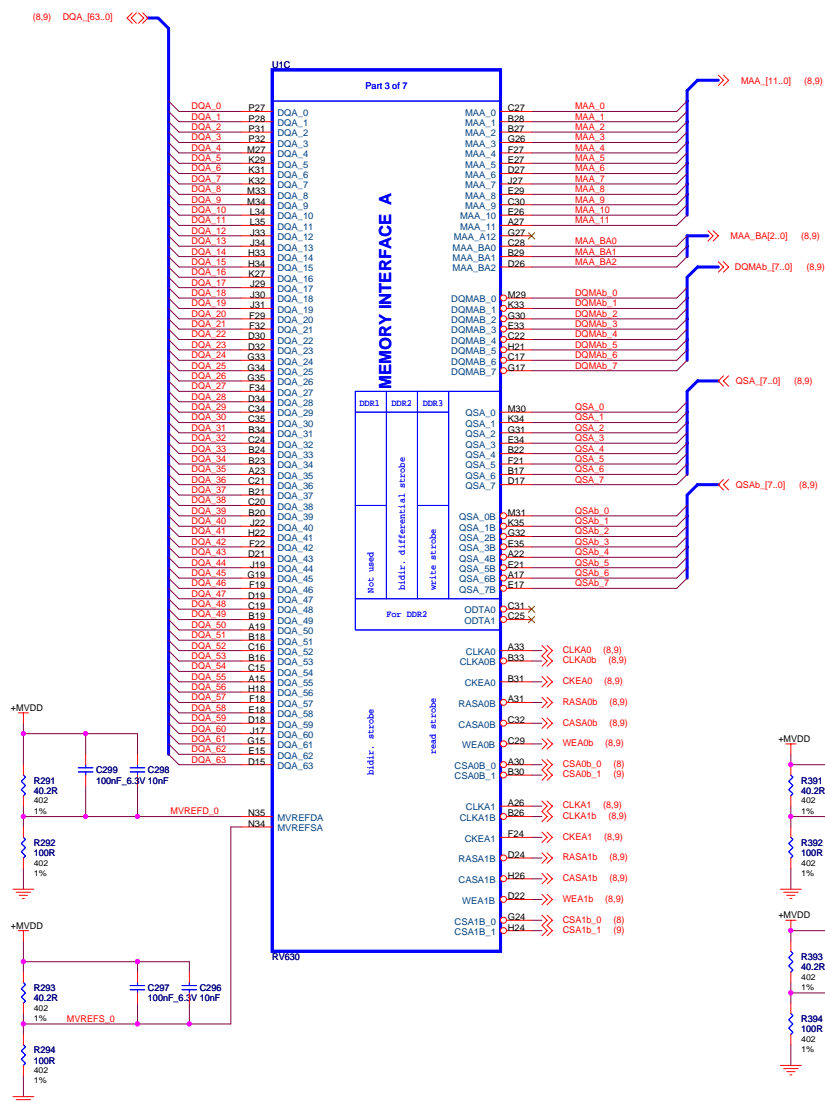 (8,9) DQA_[63..0]
U1C
Part 3 of 7
MEMORY INTERFACE A
DQA_0 P27 DQA_0
DQA_1 P28 DQA_1
DQA_2 P31 DQA_2
DQA_3 P32 DQA_3
DQA_4 M27 DQA_4
DQA_5 K29 DQA_5
DQA_6 K31 DQA_6
DQA_7 K32 DQA_7
DQA_8 M33 DQA_8
DQA_9 M34 DQA_9
DQA_10 L34 DQA_10
DQA_11 L35 DQA_11
DQA_12 J33 DQA_12
DQA_13 J34 DQA_13
DQA_14 H33 DQA_14
DQA_15 H34 DQA_15
DQA_16 K27 DQA_16
DQA_17 J29 DQA_17
DQA_18 J30 DQA_18
DQA_19 J31 DQA_19
DQA_20 F29 DQA_20
DQA_21 F32 DQA_21
DQA_22 D30 DQA_22
DQA_23 D32 DQA_23
DQA_24 G33 DQA_24
DQA_25 G34 DQA_25
DQA_26 G35 DQA_26
DQA_27 F34 DQA_27
DQA_28 D34 DQA_28
DQA_29 C34 DQA_29
DQA_30 C35 DQA_30
DQA_31 B34 DQA_31
DQA_32 C24 DQA_32
DQA_33 B24 DQA_33
DQA_34 B23 DQA_34
DQA_35 A23 DQA_35
DQA_36 C21 DQA_36
DQA_37 B21 DQA_37
DQA_38 C20 DQA_38
DQA_39 B20 DQA_39
DQA_40 J22 DQA_40
DQA_41 H22 DQA_41
DQA_42 F22 DQA_42
DQA_43 D21 DQA_43
DQA_44 J19 DQA_44
DQA_45 G19 DQA_45
DQA_46 F19 DQA_46
DQA_47 D19 DQA_47
DQA_48 C19 DQA_48
DQA_49 B19 DQA_49
DQA_50 A19 DQA_50
DQA_51 B18 DQA_51
DQA_52 C16 DQA_52
DQA_53 B16 DQA_53
DQA_54 C15 DQA_54
DQA_55 A15 DQA_55
DQA_56 H18 DQA_56
DQA_57 F18 DQA_57
DQA_58 E18 DQA_58
DQA_59 D18 DQA_59
DQA_60 J17 DQA_60
DQA_61 G15 DQA_61
DQA_62 E15 DQA_62
DQA_63 D15 DQA_63
MVREFD_0 N35 MVREFDA
N34 MVREFSA
MAA_[11..0] (8,9)
MAA_0 C27 MAA_0
MAA_1 B28 MAA_1
MAA_2 B27 MAA_2
MAA_3 G26 MAA_3
MAA_4 F27 MAA_4
MAA_5 E27 MAA_5
MAA_6 D27 MAA_6
MAA_7 J27 MAA_7
MAA_8 E29 MAA_8
MAA_9 C30 MAA_9
MAA_10 E26 MAA_10
MAA_11 A27 MAA_11
MAA_A12 G27
MAA_BA[2..0] (8,9)
MAA_BA0 C28 MAA_BA0
MAA_BA1 B29 MAA_BA1
MAA_BA2 D26 MAA_BA2
DQMAb_[7..0] (8,9)
DQMAB_0 M29 DQMAb_0
DQMAB_1 K33 DQMAb_1
DQMAB_2 G30 DQMAb_2
DQMAB_3 E33 DQMAb_3
DQMAB_4 C22 DQMAb_4
DQMAB_5 H21 DQMAb_5
DQMAB_6 C17 DQMAb_6
DQMAB_7 G17 DQMAb_7
QSA_[7..0] (8,9)
DDR1 DDR2 DDR3
QSA_0 M30 QSA_0
QSA_1 K34 QSA_1
QSA_2 G31 QSA_2
QSA_3 E34 QSA_3
QSA_4 B22 QSA_4
QSA_5 F21 QSA_5
QSA_6 B17 QSA_6
QSA_7 D17 QSA_7
QSAb_[7..0] (8,9)
QSA_0B M31 QSAb_0
QSA_1B K35 QSAb_1
QSA_2B G32 QSAb_2
QSA_3B E35 QSAb_3
QSA_4B A22 QSAb_4
QSA_5B E21 QSAb_5
QSA_6B A17 QSAb_6
QSA_7B E17 QSAb_7
Not used
bidir. differential strobe
write strobe
For DDR2
ODTA0 C31
ODTA1 C25
bidir. strobe
read strobe
CLKA0 A33 CLKA0 (8,9)
CLKA0B B33 CLKA0b (8,9)
CKEA0 B31 CKEA0 (8,9)
RASA0B A31 RASA0b (8,9)
CASA0B C32 CASA0b (8,9)
WEA0B C29 WEA0b (8,9)
CSA0B_0 A30 CSA0b_0 (8)
CSA0B_1 B30 CSA0b_1 (9)
CLKA1 A26 CLKA1 (8,9)
CLKA1B B26 CLKA1b (8,9)
CKEA1 F24 CKEA1 (8,9)
RASA1B D24 RASA1b (8,9)
CASA1B H26 CASA1b (8,9)
WEA1B D22 WEA1b (8,9)
CSA1B_0 G24 CSA1b_0 (8)
CSA1B_1 H24 CSA1b_1 (9)
RV630
+MVDD
R291
40.2R
402
1%
C299
100nF_6.3V
C298
10nF
R292
100R
402
1%
+MVDD
R293
40.2R
402
1%
C297
100nF_6.3V
C296
10nF
MVREFS_0
R294
100R
402
1%
+MVDD
R391
40.2R
402
1%
R392
100R
402
1%
+MVDD
R393
40.2R
402
1%
R394
100R
402
1%